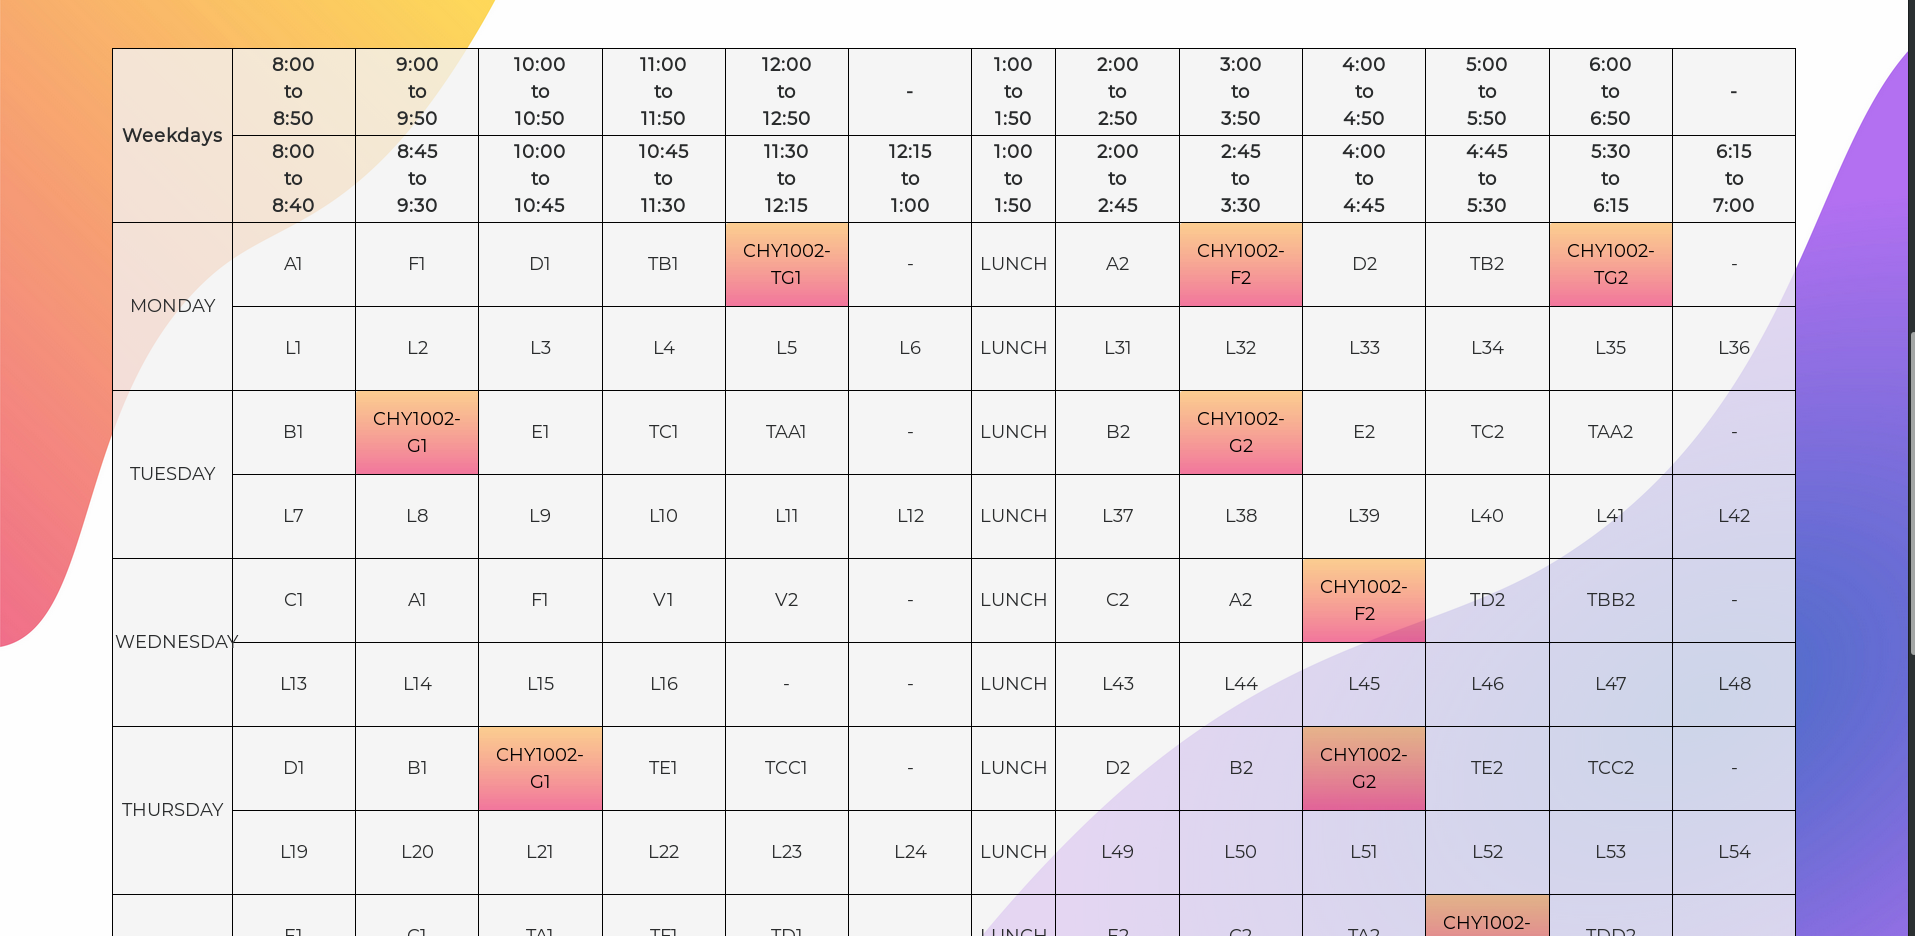 Weekdays
8:00 to 8:50 9:00 to 9:50 10:00 to 10:50 11:00 to 11:50 12:00 to 12:50 - 1:00 to 1:50 2:00 to 2:50 3:00 to 3:50 4:00 to 4:50 5:00 to 5:50 6:00 to 6:50 -
8:00 to 8:40 8:45 to 9:30 10:00 to 10:45 10:45 to 11:30 11:30 to 12:15 12:15 to 1:00 1:00 to 1:50 2:00 to 2:45 2:45 to 3:30 4:00 to 4:45 4:45 to 5:30 5:30 to 6:15 6:15 to 7:00
MONDAY
A1 F1 D1 TB1 CHY1002-TG1 - LUNCH A2 CHY1002-F2 D2 TB2 CHY1002-TG2 -
L1 L2 L3 L4 L5 L6 LUNCH L31 L32 L33 L34 L35 L36
TUESDAY
B1 CHY1002-G1 E1 TC1 TAA1 - LUNCH B2 CHY1002-G2 E2 TC2 TAA2 -
L7 L8 L9 L10 L11 L12 LUNCH L37 L38 L39 L40 L41 L42
WEDNESDAY
C1 A1 F1 V1 V2 - LUNCH C2 A2 CHY1002-F2 TD2 TBB2 -
L13 L14 L15 L16 - - LUNCH L43 L44 L45 L46 L47 L48
THURSDAY
D1 B1 CHY1002-G1 TE1 TCC1 - LUNCH D2 B2 CHY1002-G2 TE2 TCC2 -
L19 L20 L21 L22 L23 L24 LUNCH L49 L50 L51 L52 L53 L54
E1 C1 TA1 TF1 TD1 LUNCH E2 C2 TA2 CHY1002- TDD2